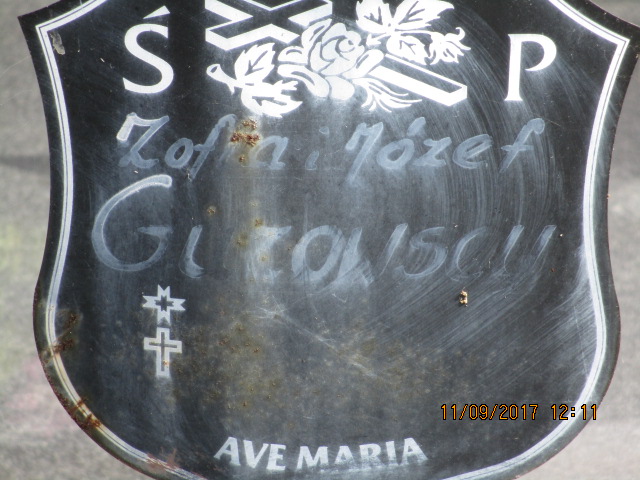 Ś P
Zofia i Józef
AVE MARIA
11/09/2017 12:11